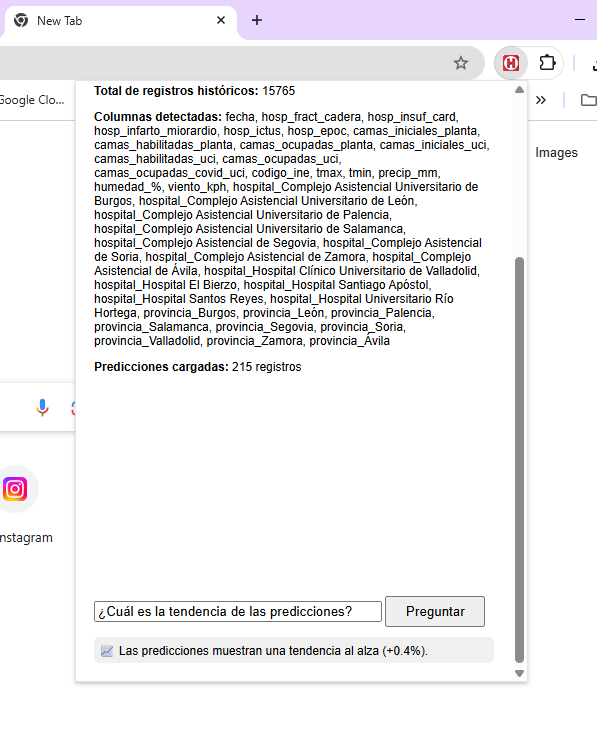 New Tab
H
Google Clo...
Images
Total de registros históricos: 15765
Columnas detectadas: fecha, hosp_fract_cadera, hosp_insuf_card,
hosp_infarto_miorardio, hosp_ictus, hosp_epoc, camas_iniciales_planta,
camas_habilitadas_planta, camas_ocupadas_planta, camas_iniciales_uci,
camas_habilitadas_uci, camas_ocupadas_uci,
camas_ocupadas_covid_uci, codigo_ine, tmax, tmin, precip_mm,
humedad_%, viento_kph, hospital_Complejo Asistencial Universitario de
Burgos, hospital_Complejo Asistencial Universitario de León,
hospital_Complejo Asistencial Universitario de Palencia,
hospital_Complejo Asistencial Universitario de Salamanca,
hospital_Complejo Asistencial de Segovia, hospital_Complejo Asistencial
de Soria, hospital_Complejo Asistencial de Zamora, hospital_Complejo
Asistencial de Ávila, hospital_Hospital Clínico Universitario de Valladolid,
hospital_Hospital El Bierzo, hospital_Hospital Santiago Apóstol,
hospital_Hospital Santos Reyes, hospital_Hospital Universitario Río
Hortega, provincia_Burgos, provincia_León, provincia_Palencia,
provincia_Salamanca, provincia_Segovia, provincia_Soria,
provincia_Valladolid, provincia_Zamora, provincia_Ávila
Predicciones cargadas: 215 registros
nstagram
¿Cuál es la tendencia de las predicciones?
Preguntar
Las predicciones muestran una tendencia al alza (+0.4%).